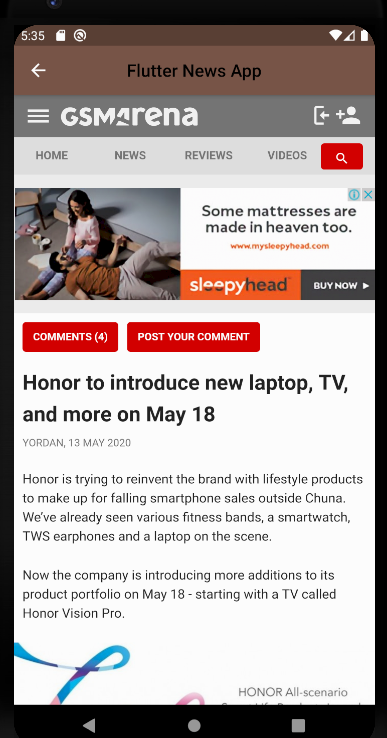 5:35
Flutter News App
GSMArena
HOME NEWS REVIEWS VIDEOS
Some mattresses are
made in heaven too.
www.mysleepyhead.com
sleepyhead BUY NOW
COMMENTS (4) POST YOUR COMMENT
Honor to introduce new laptop, TV,
and more on May 18
YORDAN, 13 MAY 2020
Honor is trying to reinvent the brand with lifestyle products
to make up for falling smartphone sales outside Chuna.
We've already seen various fitness bands, a smartwatch,
TWS earphones and a laptop on the scene.
Now the company is introducing more additions to its
product portfolio on May 18 - starting with a TV called
Honor Vision Pro.
HONOR All-scenario